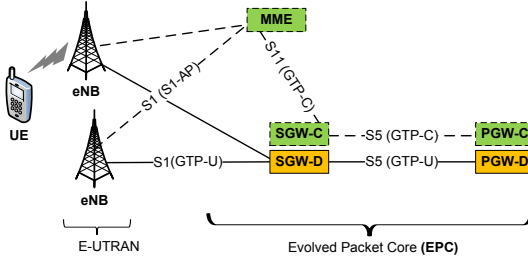 MME
eNB
UE
S1 (S1-AP)
S11 (GTP-C)
SGW-C
S5 (GTP-C)
PGW-C
S1(GTP-U)
SGW-D
S5 (GTP-U)
PGW-D
eNB
E-UTRAN
Evolved Packet Core (EPC)